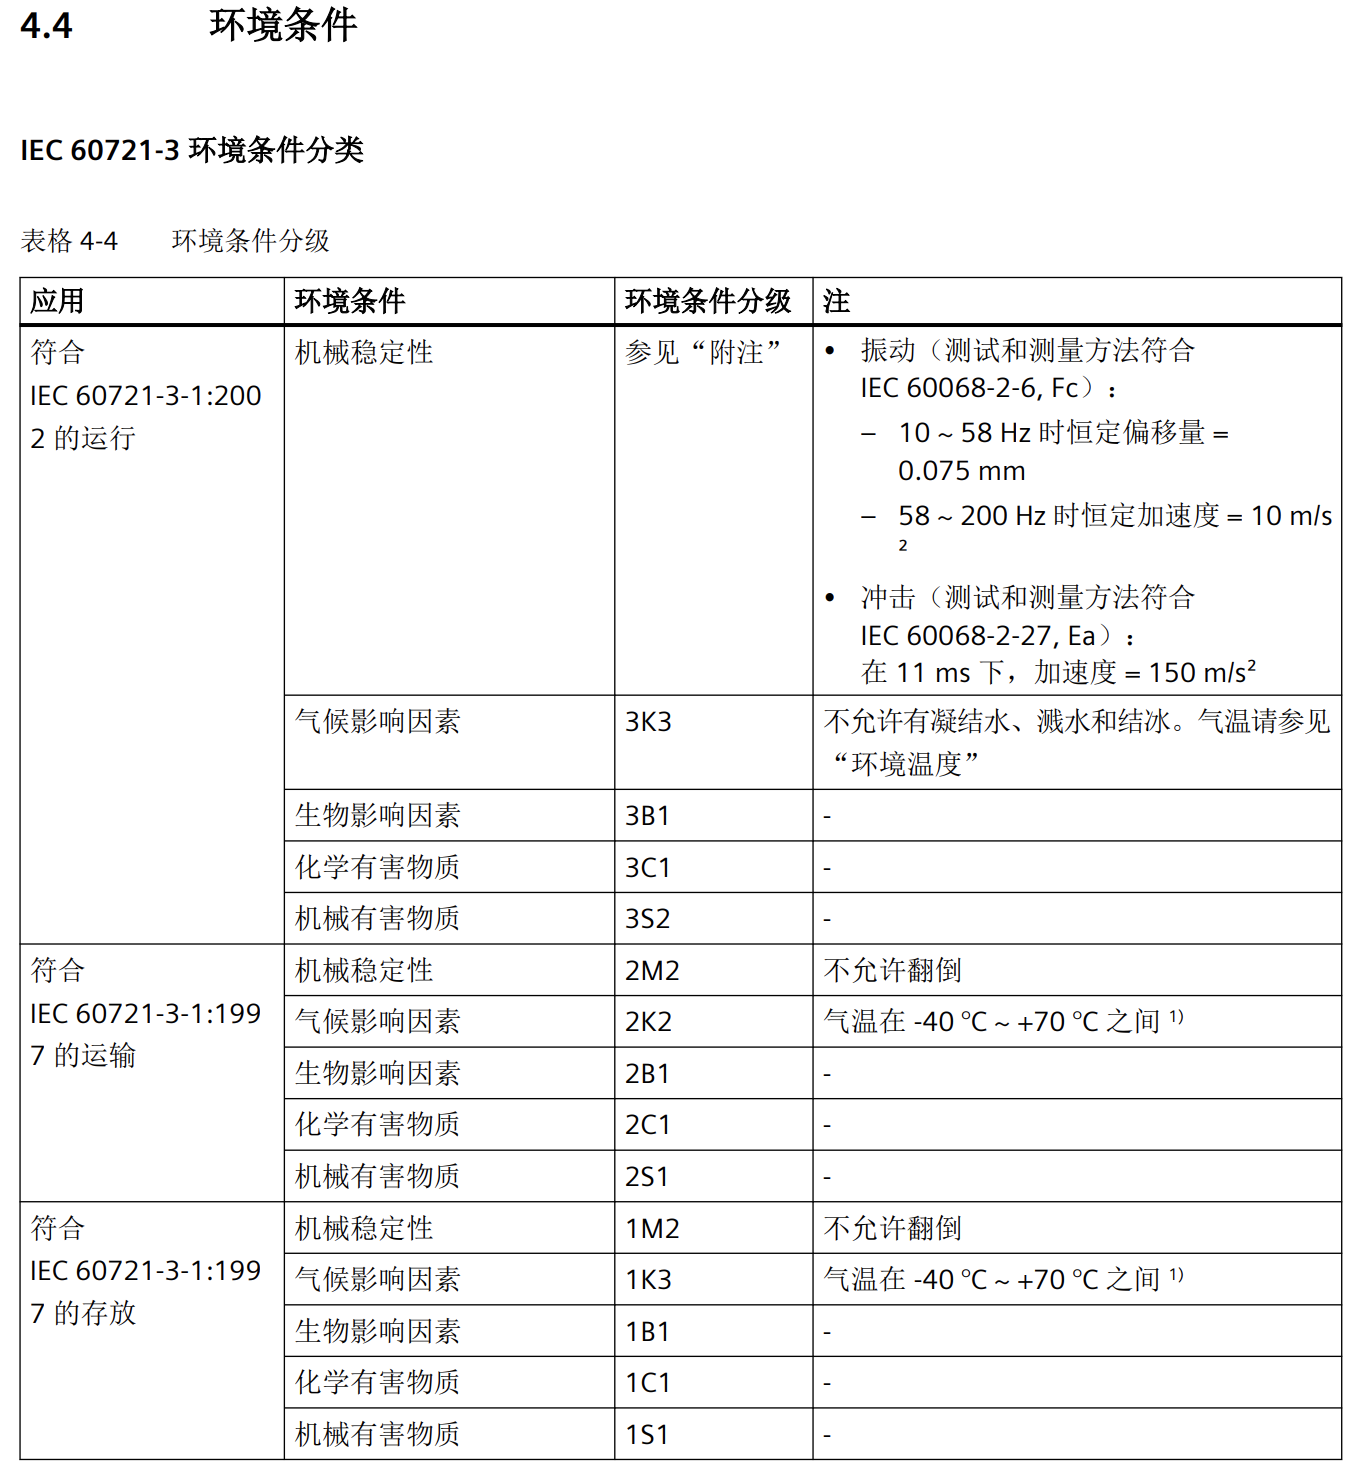 4.4 环境条件
IEC 60721-3 环境条件分类
表格 4-4 环境条件分级
应用 环境条件 环境条件分级 注
符合
IEC 60721-3-1:200
2 的运行
机械稳定性
参见“附注”
• 振动（测试和测量方法符合
IEC 60068-2-6, Fc）：
– 10 ~ 58 Hz 时恒定偏移量 =
0.075 mm
– 58 ~ 200 Hz 时恒定加速度 = 10 m/s
²
• 冲击（测试和测量方法符合
IEC 60068-2-27, Ea）：
在 11 ms 下，加速度 = 150 m/s²
气候影响因素 3K3 不允许有凝结水、溅水和结冰。气温请参见
“环境温度”
生物影响因素 3B1 -
化学有害物质 3C1 -
机械有害物质 3S2 -
符合
IEC 60721-3-1:199
7 的运输
机械稳定性 2M2 不允许翻倒
气候影响因素 2K2 气温在 -40 °C ~ +70 °C 之间 ¹⁾
生物影响因素 2B1 -
化学有害物质 2C1 -
机械有害物质 2S1 -
符合
IEC 60721-3-1:199
7 的存放
机械稳定性 1M2 不允许翻倒
气候影响因素 1K3 气温在 -40 °C ~ +70 °C 之间 ¹⁾
生物影响因素 1B1 -
化学有害物质 1C1 -
机械有害物质 1S1 -